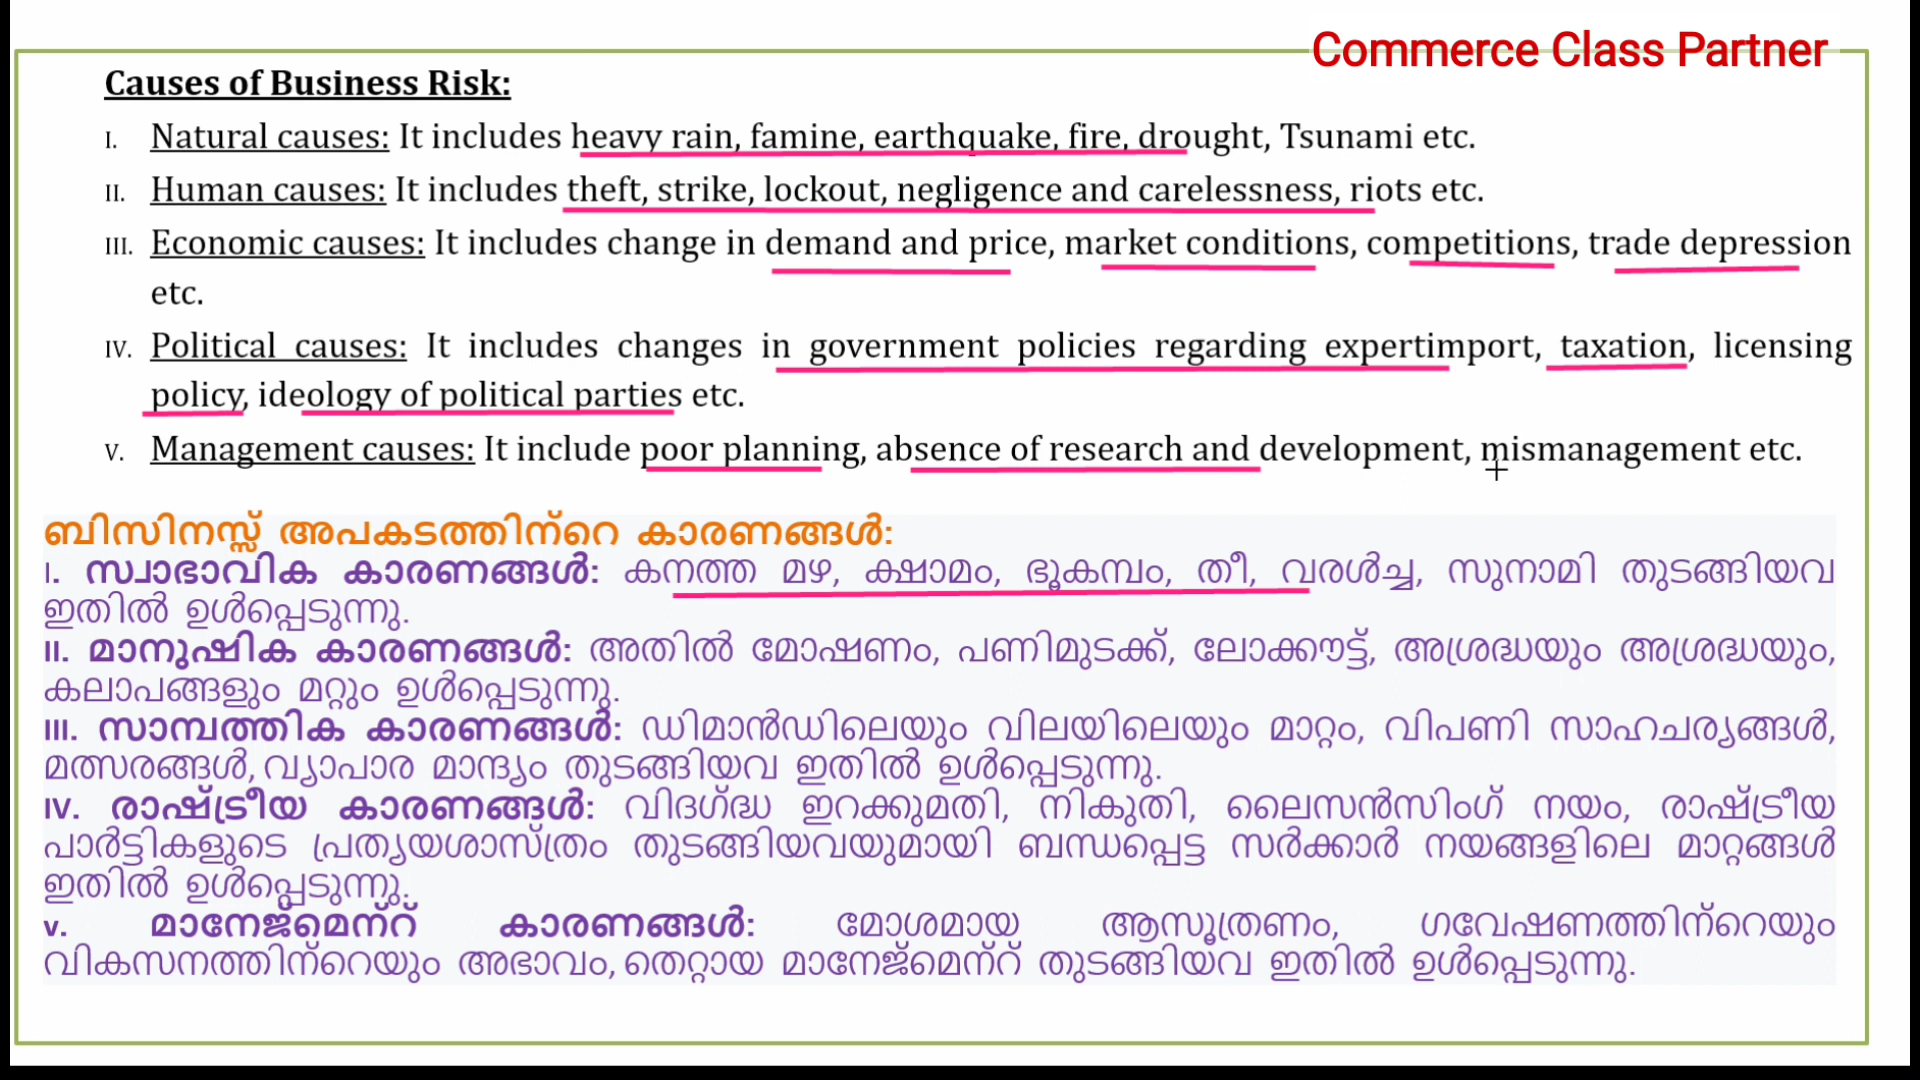 Commerce Class Partner
Causes of Business Risk:
I. Natural causes: It includes heavy rain, famine, earthquake, fire, drought, Tsunami etc.
II. Human causes: It includes theft, strike, lockout, negligence and carelessness, riots etc.
III. Economic causes: It includes change in demand and price, market conditions, competitions, trade depression
etc.
IV. Political causes: It includes changes in government policies regarding expertimport, taxation, licensing
policy, ideology of political parties etc.
V. Management causes: It include poor planning, absence of research and development, mismanagement etc.
ബിസിനസ്സ് അപകടത്തിന്റെ കാരണങ്ങൾ:
I. സ്വാഭാവിക കാരണങ്ങൾ: കനത്ത മഴ, ക്ഷാമം, ഭൂകമ്പം, തീ, വരൾച്ച, സുനാമി തുടങ്ങിയവ
ഇതിൽ ഉൾപ്പെടുന്നു.
II. മാനുഷിക കാരണങ്ങൾ: അതിൽ മോഷണം, പണിമുടക്ക്, ലോക്കൗട്ട്, അശ്രദ്ധയും അശ്രദ്ധയും,
കലാപങ്ങളും മറ്റും ഉൾപ്പെടുന്നു.
III. സാമ്പത്തിക കാരണങ്ങൾ: ഡിമാൻഡിലെയും വിലയിലെയും മാറ്റം, വിപണി സാഹചര്യങ്ങൾ,
മത്സരങ്ങൾ, വ്യാപാര മാന്ദ്യം തുടങ്ങിയവ ഇതിൽ ഉൾപ്പെടുന്നു.
IV. രാഷ്ട്രീയ കാരണങ്ങൾ: വിദഗ്ദ്ധ ഇറക്കുമതി, നികുതി, ലൈസൻസിംഗ് നയം, രാഷ്ട്രീയ
പാർട്ടികളുടെ പ്രത്യയശാസ്ത്രം തുടങ്ങിയവയുമായി ബന്ധപ്പെട്ട സർക്കാർ നയങ്ങളിലെ മാറ്റങ്ങൾ
ഇതിൽ ഉൾപ്പെടുന്നു.
v. മാനേജ്മെന്റ് കാരണങ്ങൾ: മോശമായ ആസൂത്രണം, ഗവേഷണത്തിന്റെയും
വികസനത്തിന്റെയും അഭാവം, തെറ്റായ മാനേജ്മെന്റ് തുടങ്ങിയവ ഇതിൽ ഉൾപ്പെടുന്നു.